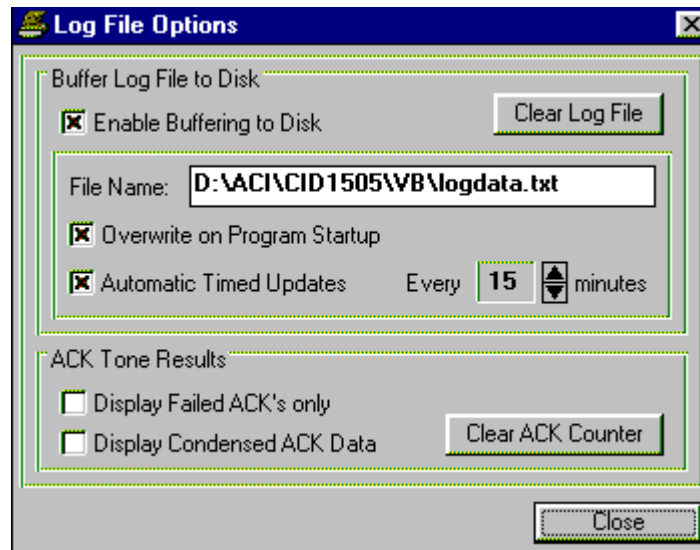 Log File Options
Buffer Log File to Disk
Enable Buffering to Disk
Clear Log File
File Name: D:\ACI\CID1505\VB\logdata.txt
Overwrite on Program Startup
Automatic Timed Updates Every 15 minutes
ACK Tone Results
Display Failed ACK's only
Display Condensed ACK Data
Clear ACK Counter
Close